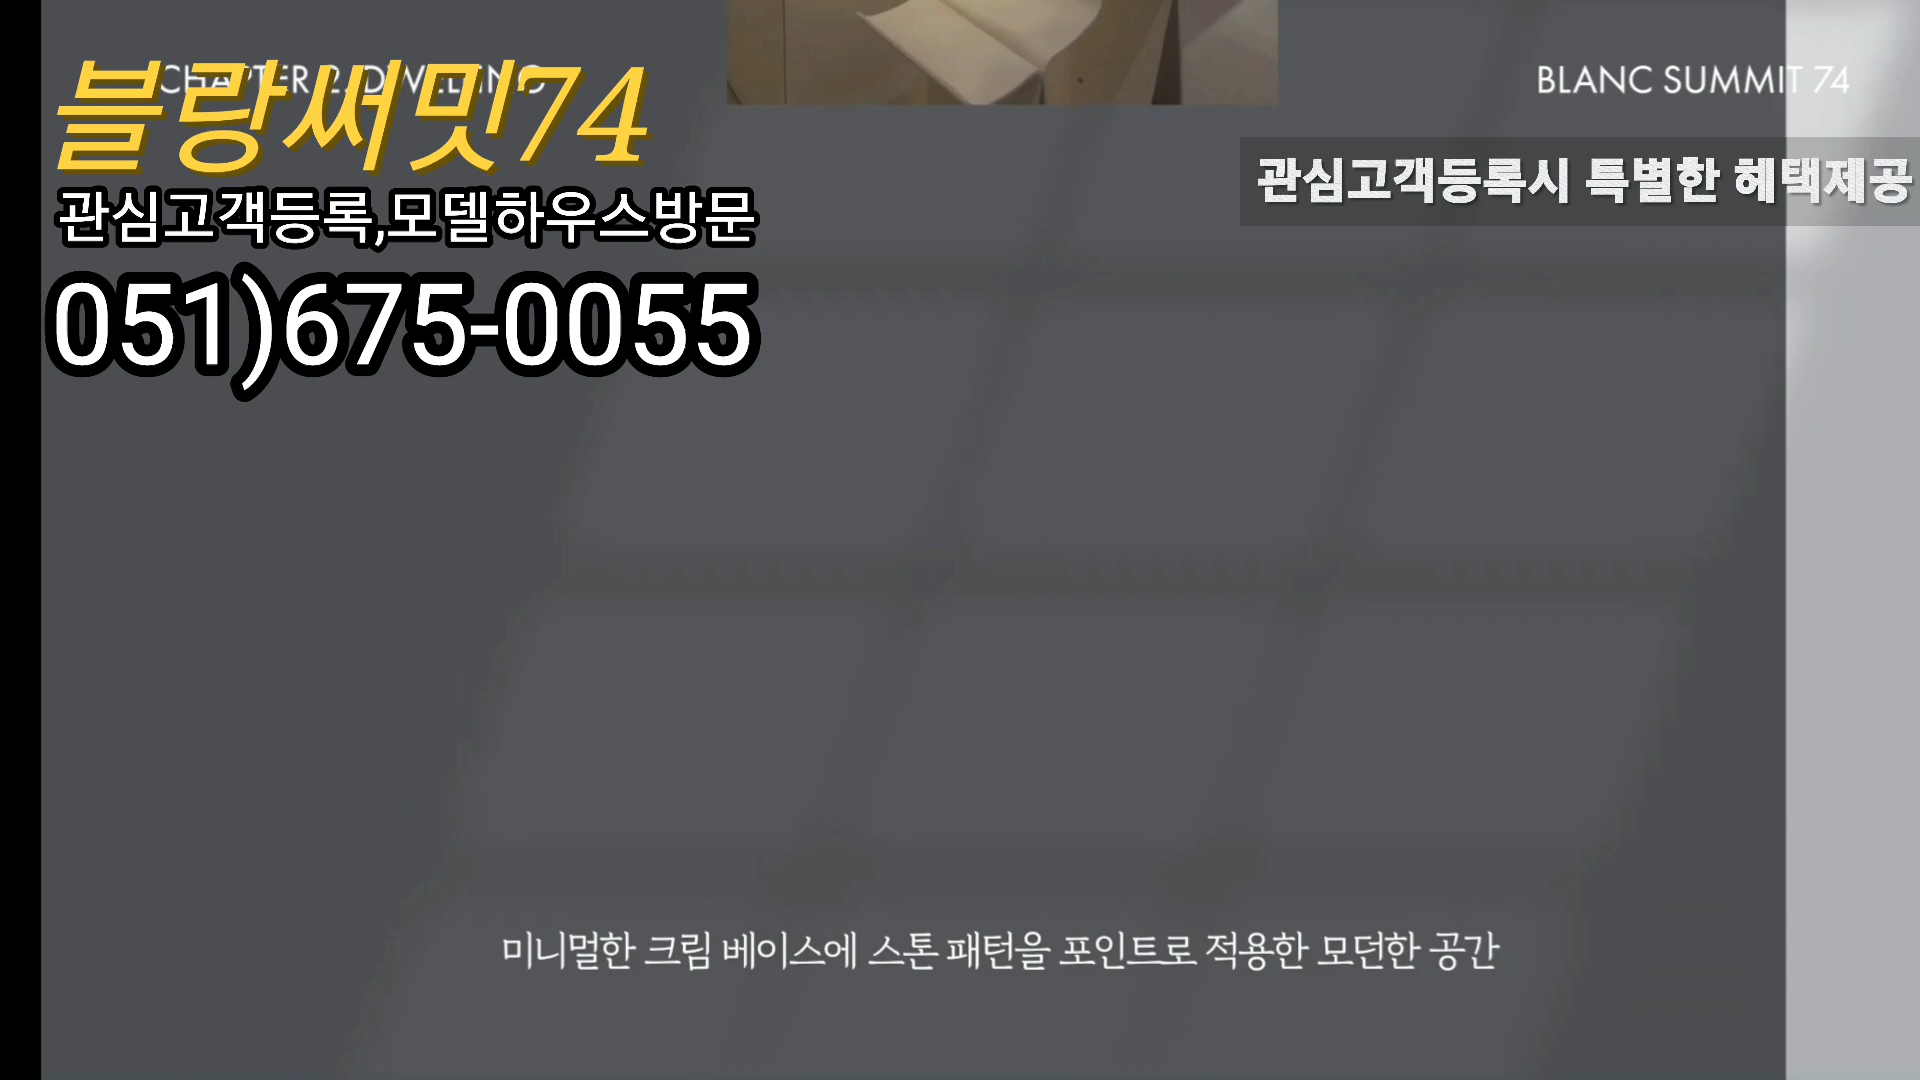 CHAPTER 2. DWELLING
블랑써밋74
BLANC SUMMIT 74
관심고객등록시 특별한 혜택제공
관심고객등록,모델하우스방문
051)675-0055
미니멀한 크림 베이스에 스톤 패턴을 포인트로 적용한 모던한 공간